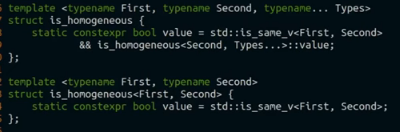 template <typename First, typename Second, typename... Types>
struct is_homogeneous {
    static constexpr bool value = std::is_same_v<First, Second>
        && is_homogeneous<Second, Types...>::value;
};
template <typename First, typename Second>
struct is_homogeneous<First, Second> {
    static constexpr bool value = std::is_same_v<First, Second>;
};